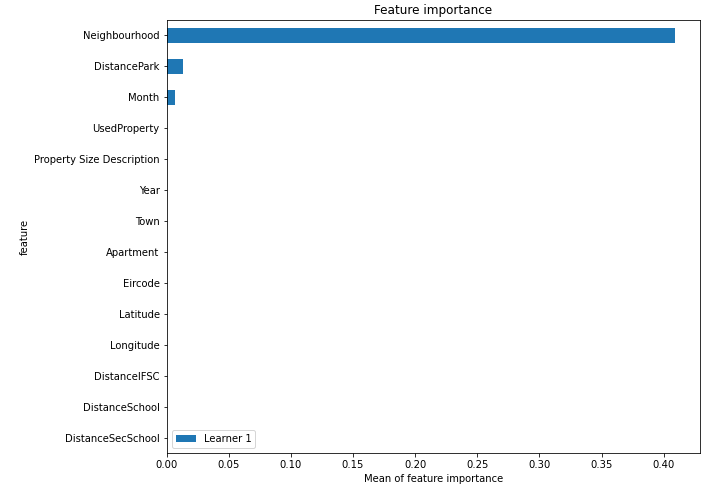 Feature importance
Neighbourhood
DistancePark
Month
UsedProperty
Property Size Description
Year
Town
Apartment
Eircode
Latitude
Longitude
DistanceIFSC
DistanceSchool
DistanceSecSchool
feature
Learner 1
0.00 0.05 0.10 0.15 0.20 0.25 0.30 0.35 0.40
Mean of feature importance